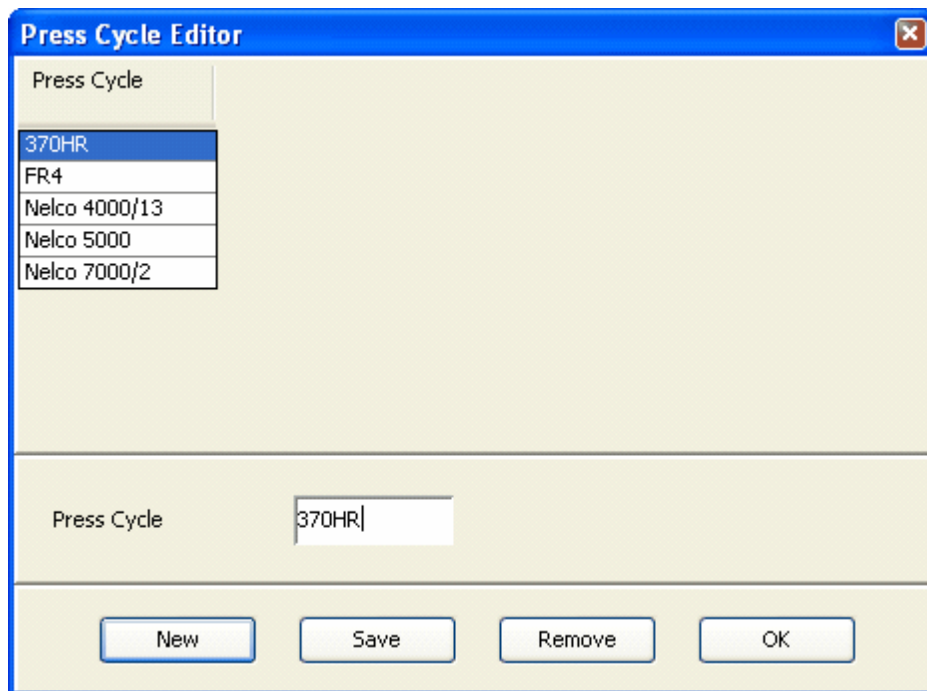 Press Cycle Editor
Press Cycle
370HR
FR4
Nelco 4000/13
Nelco 5000
Nelco 7000/2
Press Cycle 370HR
New Save Remove OK